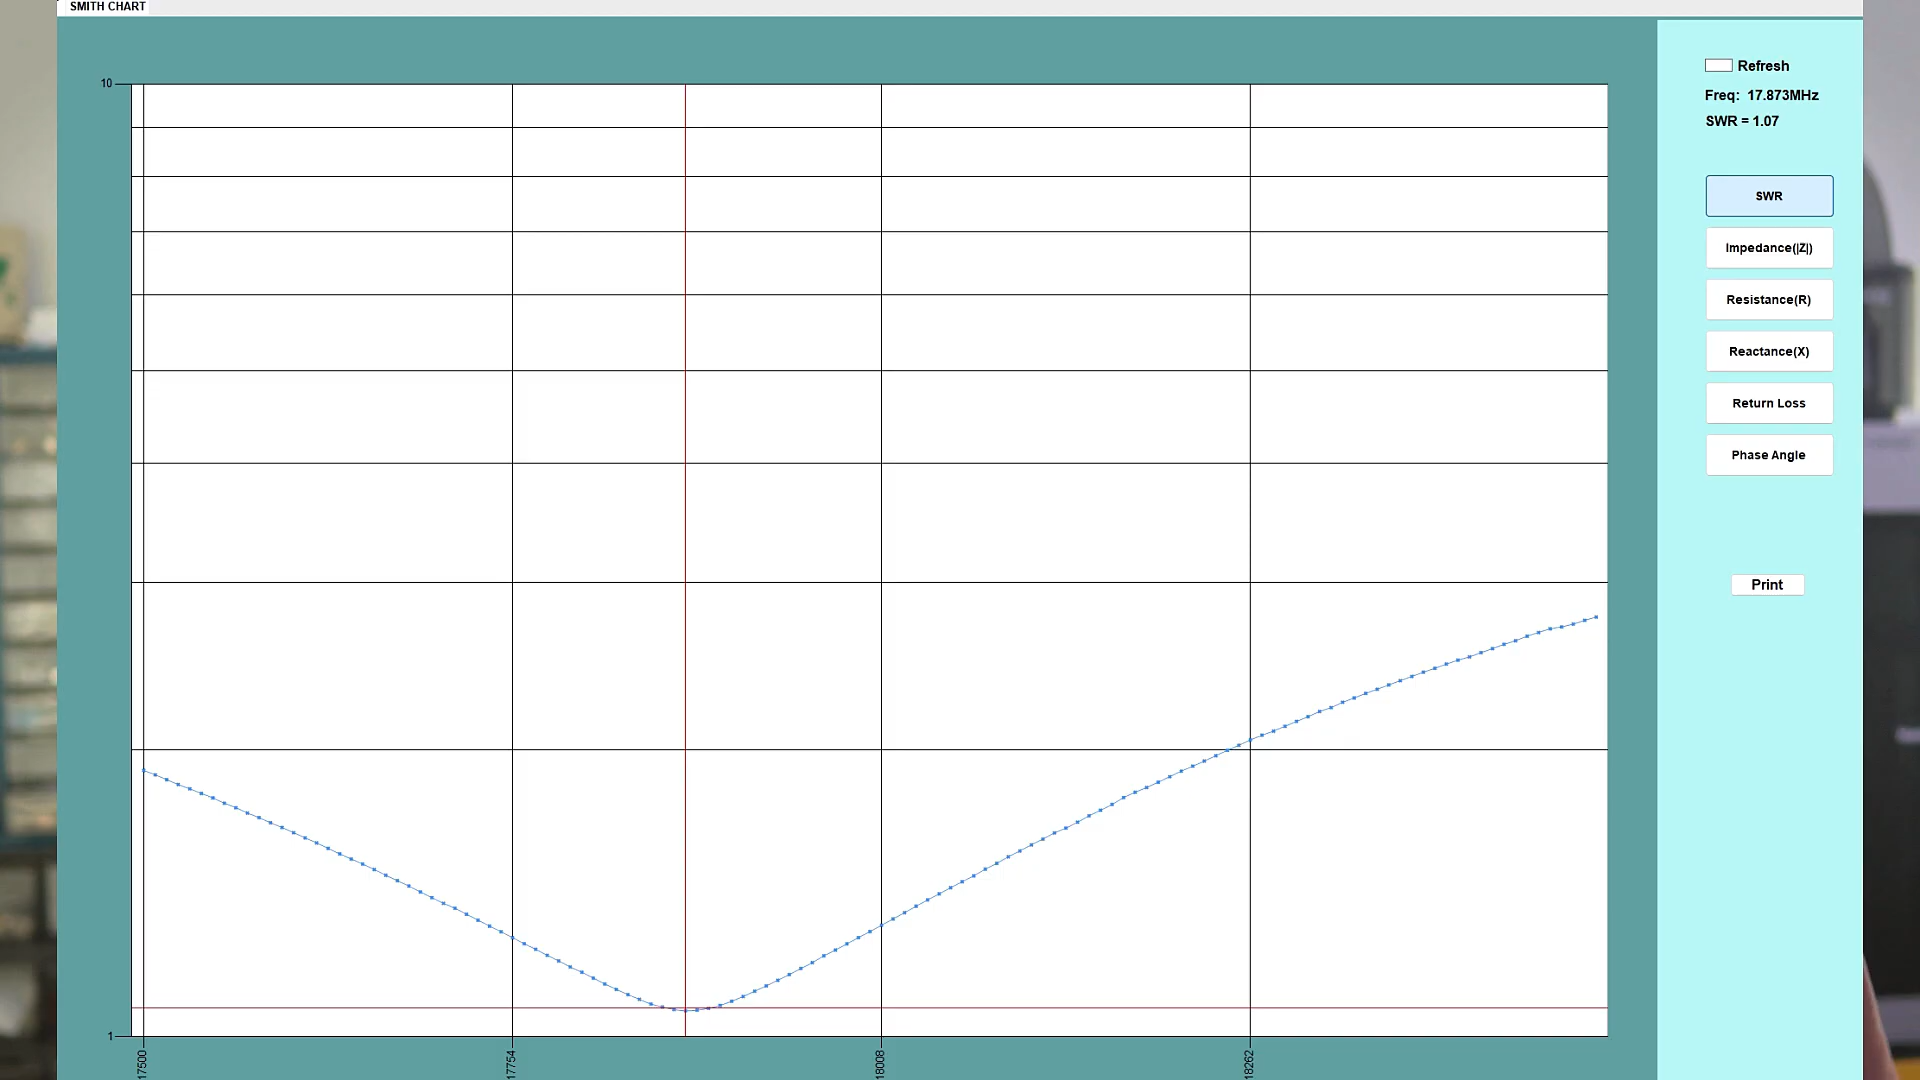 SMITH CHART
10
1
17500
17754
18008
18262
Refresh
Freq: 17.873MHz
SWR = 1.07
SWR
Impedance(|Z|)
Resistance(R)
Reactance(X)
Return Loss
Phase Angle
Print